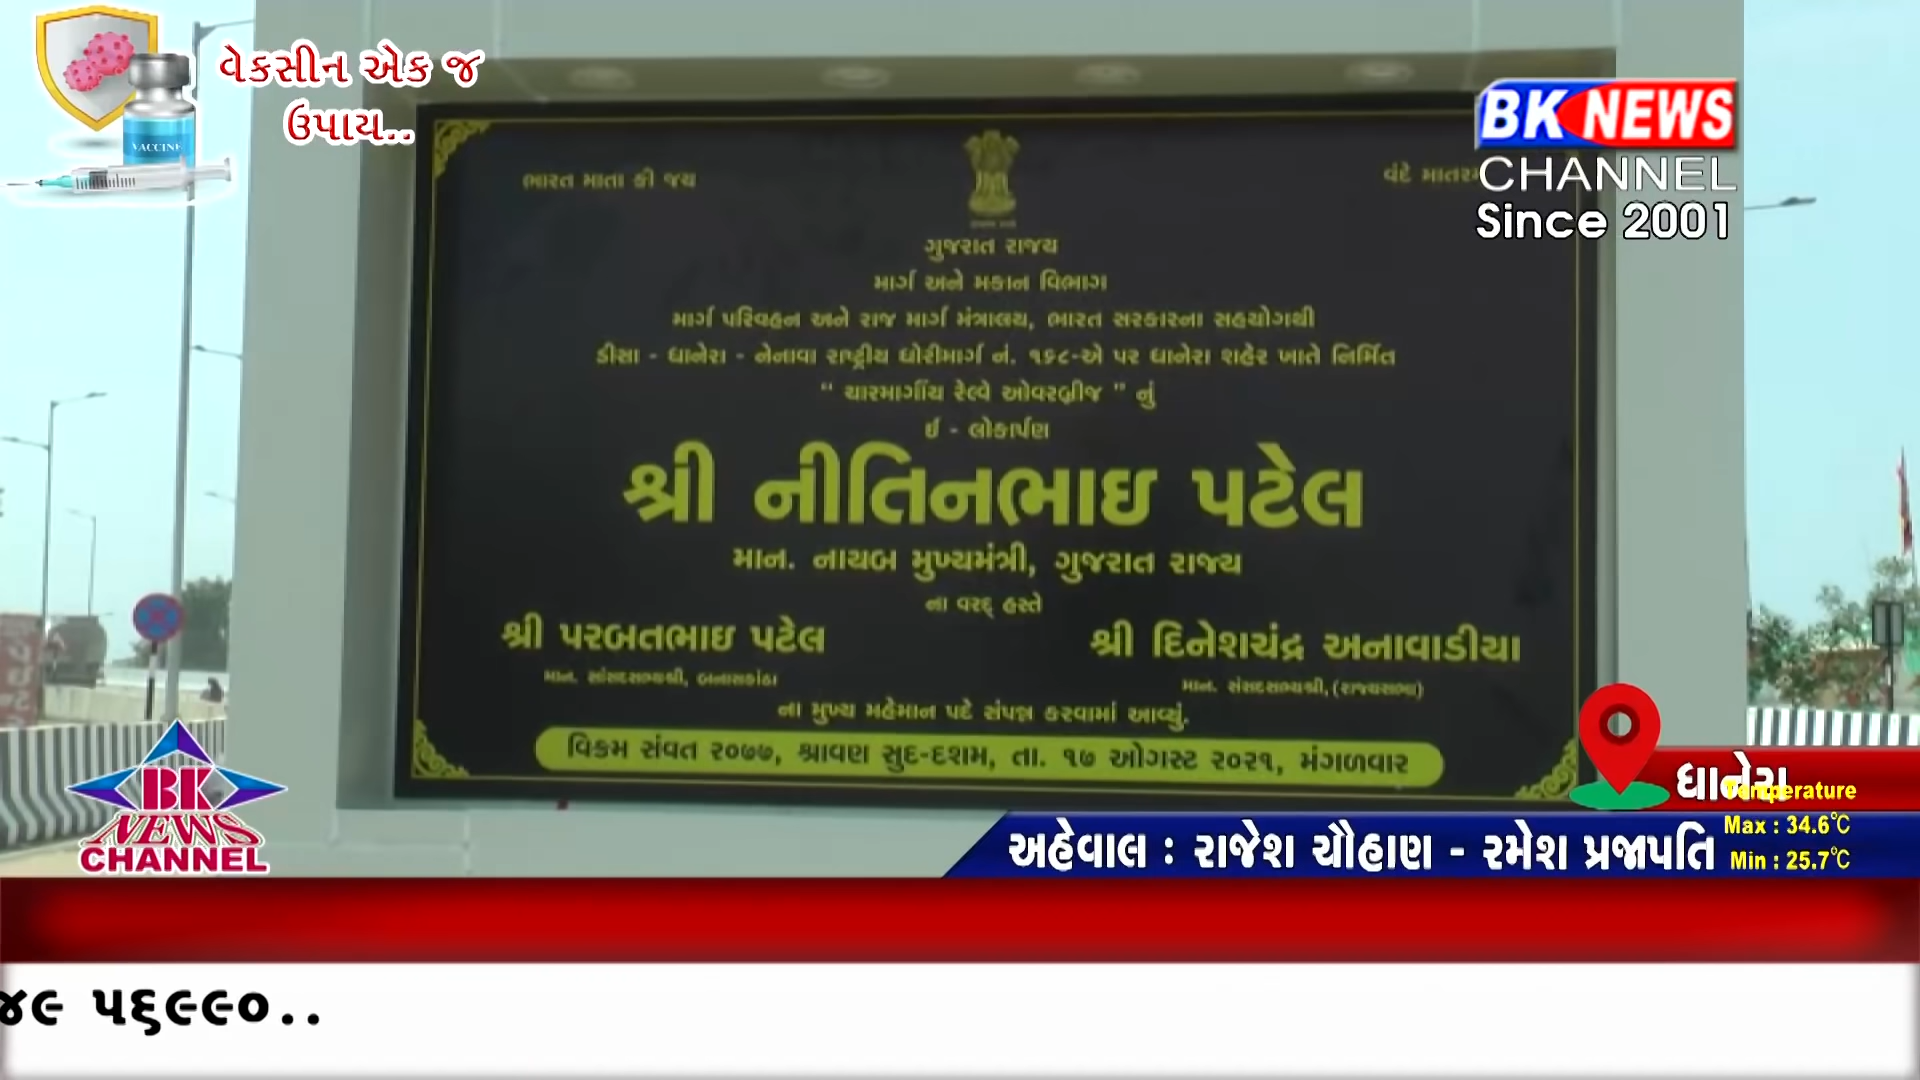 વેકસીન એક જ
ઉપાય..
VACCINE
BK NEWS
CHANNEL
Since 2001
ભારત માતા કી જય
વંદે માતરમ
ગુજરાત રાજ્ય
માર્ગ અને મકાન વિભાગ
માર્ગ પરિવહન અને રાજ માર્ગ મંત્રાલય, ભારત સરકારના સહયોગથી
ડીસા - ધાનેરા - નેનાવા રાષ્ટ્રીય ધોરીમાર્ગ નં. ૧૬૮-એ પર ધાનેરા શહેર ખાતે નિર્મિત
“ ચારમાર્ગીય રેલ્વે ઓવરબ્રીજ ” નું
ઈ - લોકાર્પણ
શ્રી નીતિનભાઇ પટેલ
માન. નાયબ મુખ્યમંત્રી, ગુજરાત રાજ્ય
ના વરદ્ હસ્તે
શ્રી પરબતભાઇ પટેલ
માન. સાંસદસભ્યશ્રી, બનાસકાંઠા
શ્રી દિનેશચંદ્ર અનાવાડીયા
માન. સંસદસભ્યશ્રી, (રાજ્યસભા)
ના મુખ્ય મહેમાન પદે સંપન્ન કરવામાં આવ્યું.
વિક્રમ સંવત ૨૦૭૭, શ્રાવણ સુદ-દશમ, તા. ૧૭ ઓગસ્ટ ૨૦૨૧, મંગળવાર
BK
NEWS
CHANNEL
ધાનેરા
Temperature
Max : 34.6℃
Min : 25.7℃
અહેવાલ : રાજેશ ચૌહાણ - રમેશ પ્રજાપતિ
૪૯ ૫૬૯૯૦..